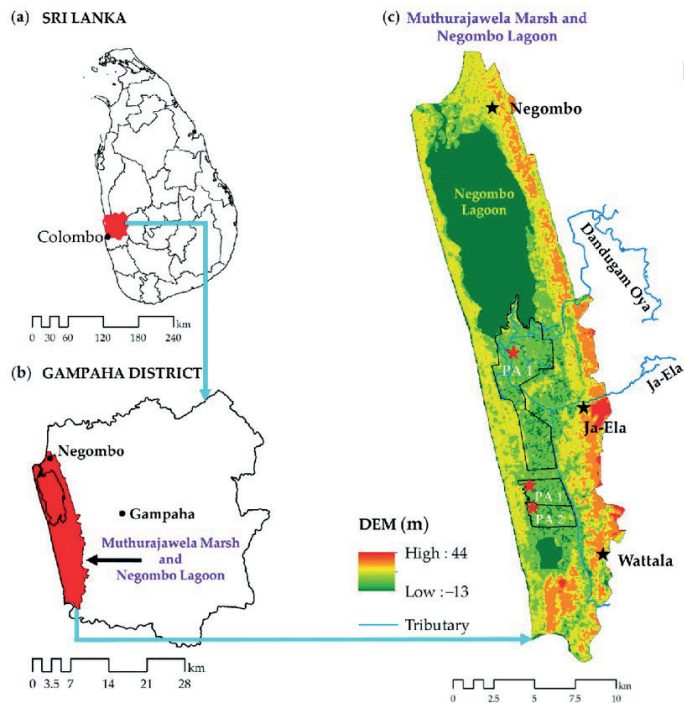 (a) SRI LANKA
Colombo
km
0 30 60 120 180 240
(b) GAMPAHA DISTRICT
Negombo
Gampaha
Muthurajawela Marsh
and
Negombo Lagoon
km
0 3.5 7 14 21 28
(c) Muthurajawela Marsh and
Negombo Lagoon
Negombo
Negombo
Lagoon
Dandugam Oya
PA 1
Ja-Ela
Ja-Ela
PA 1
PA 2
Wattala
DEM (m)
High : 44
Low : –13
Tributary
km
0 2.5 5 7.5 10